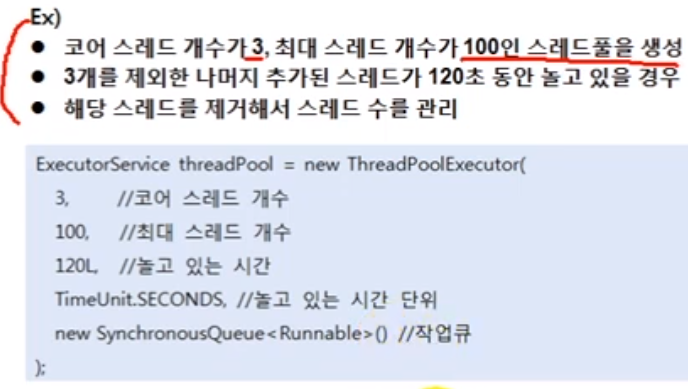 Ex)
● 코어 스레드 개수가 3, 최대 스레드 개수가 100인 스레드풀을 생성
● 3개를 제외한 나머지 추가된 스레드가 120초 동안 놀고 있을 경우
● 해당 스레드를 제거해서 스레드 수를 관리
ExecutorService threadPool = new ThreadPoolExecutor(
3, //코어 스레드 개수
100, //최대 스레드 개수
120L, //놀고 있는 시간
TimeUnit.SECONDS, //놀고 있는 시간 단위
new SynchronousQueue<Runnable>() //작업큐
);